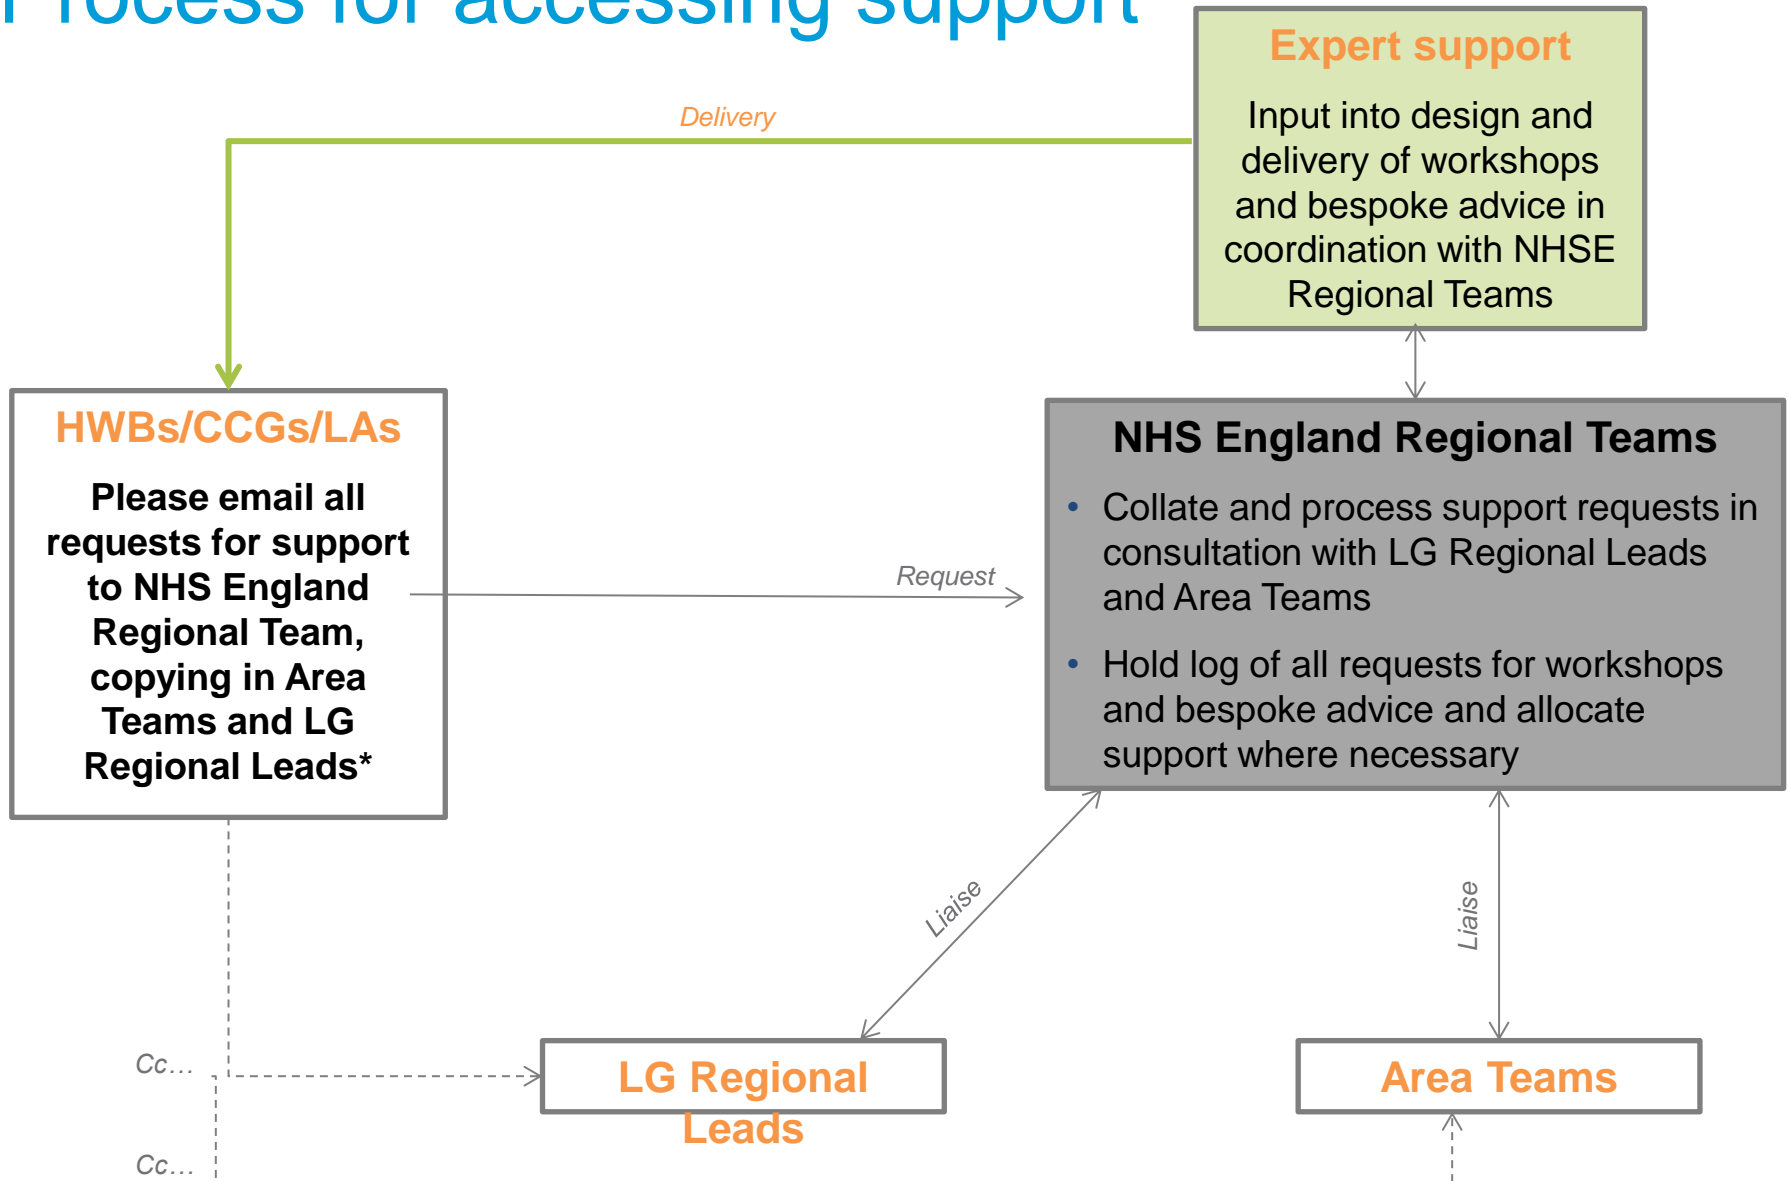 Process for accessing support
Expert support
Input into design and
delivery of workshops
and bespoke advice in
coordination with NHSE
Regional Teams
Delivery
HWBs/CCGs/LAs
Please email all
requests for support
to NHS England
Regional Team,
copying in Area
Teams and LG
Regional Leads*
Request
NHS England Regional Teams
• Collate and process support requests in
consultation with LG Regional Leads
and Area Teams
• Hold log of all requests for workshops
and bespoke advice and allocate
support where necessary
Liaise
Liaise
Cc…
LG Regional
Leads
Area Teams
Cc…